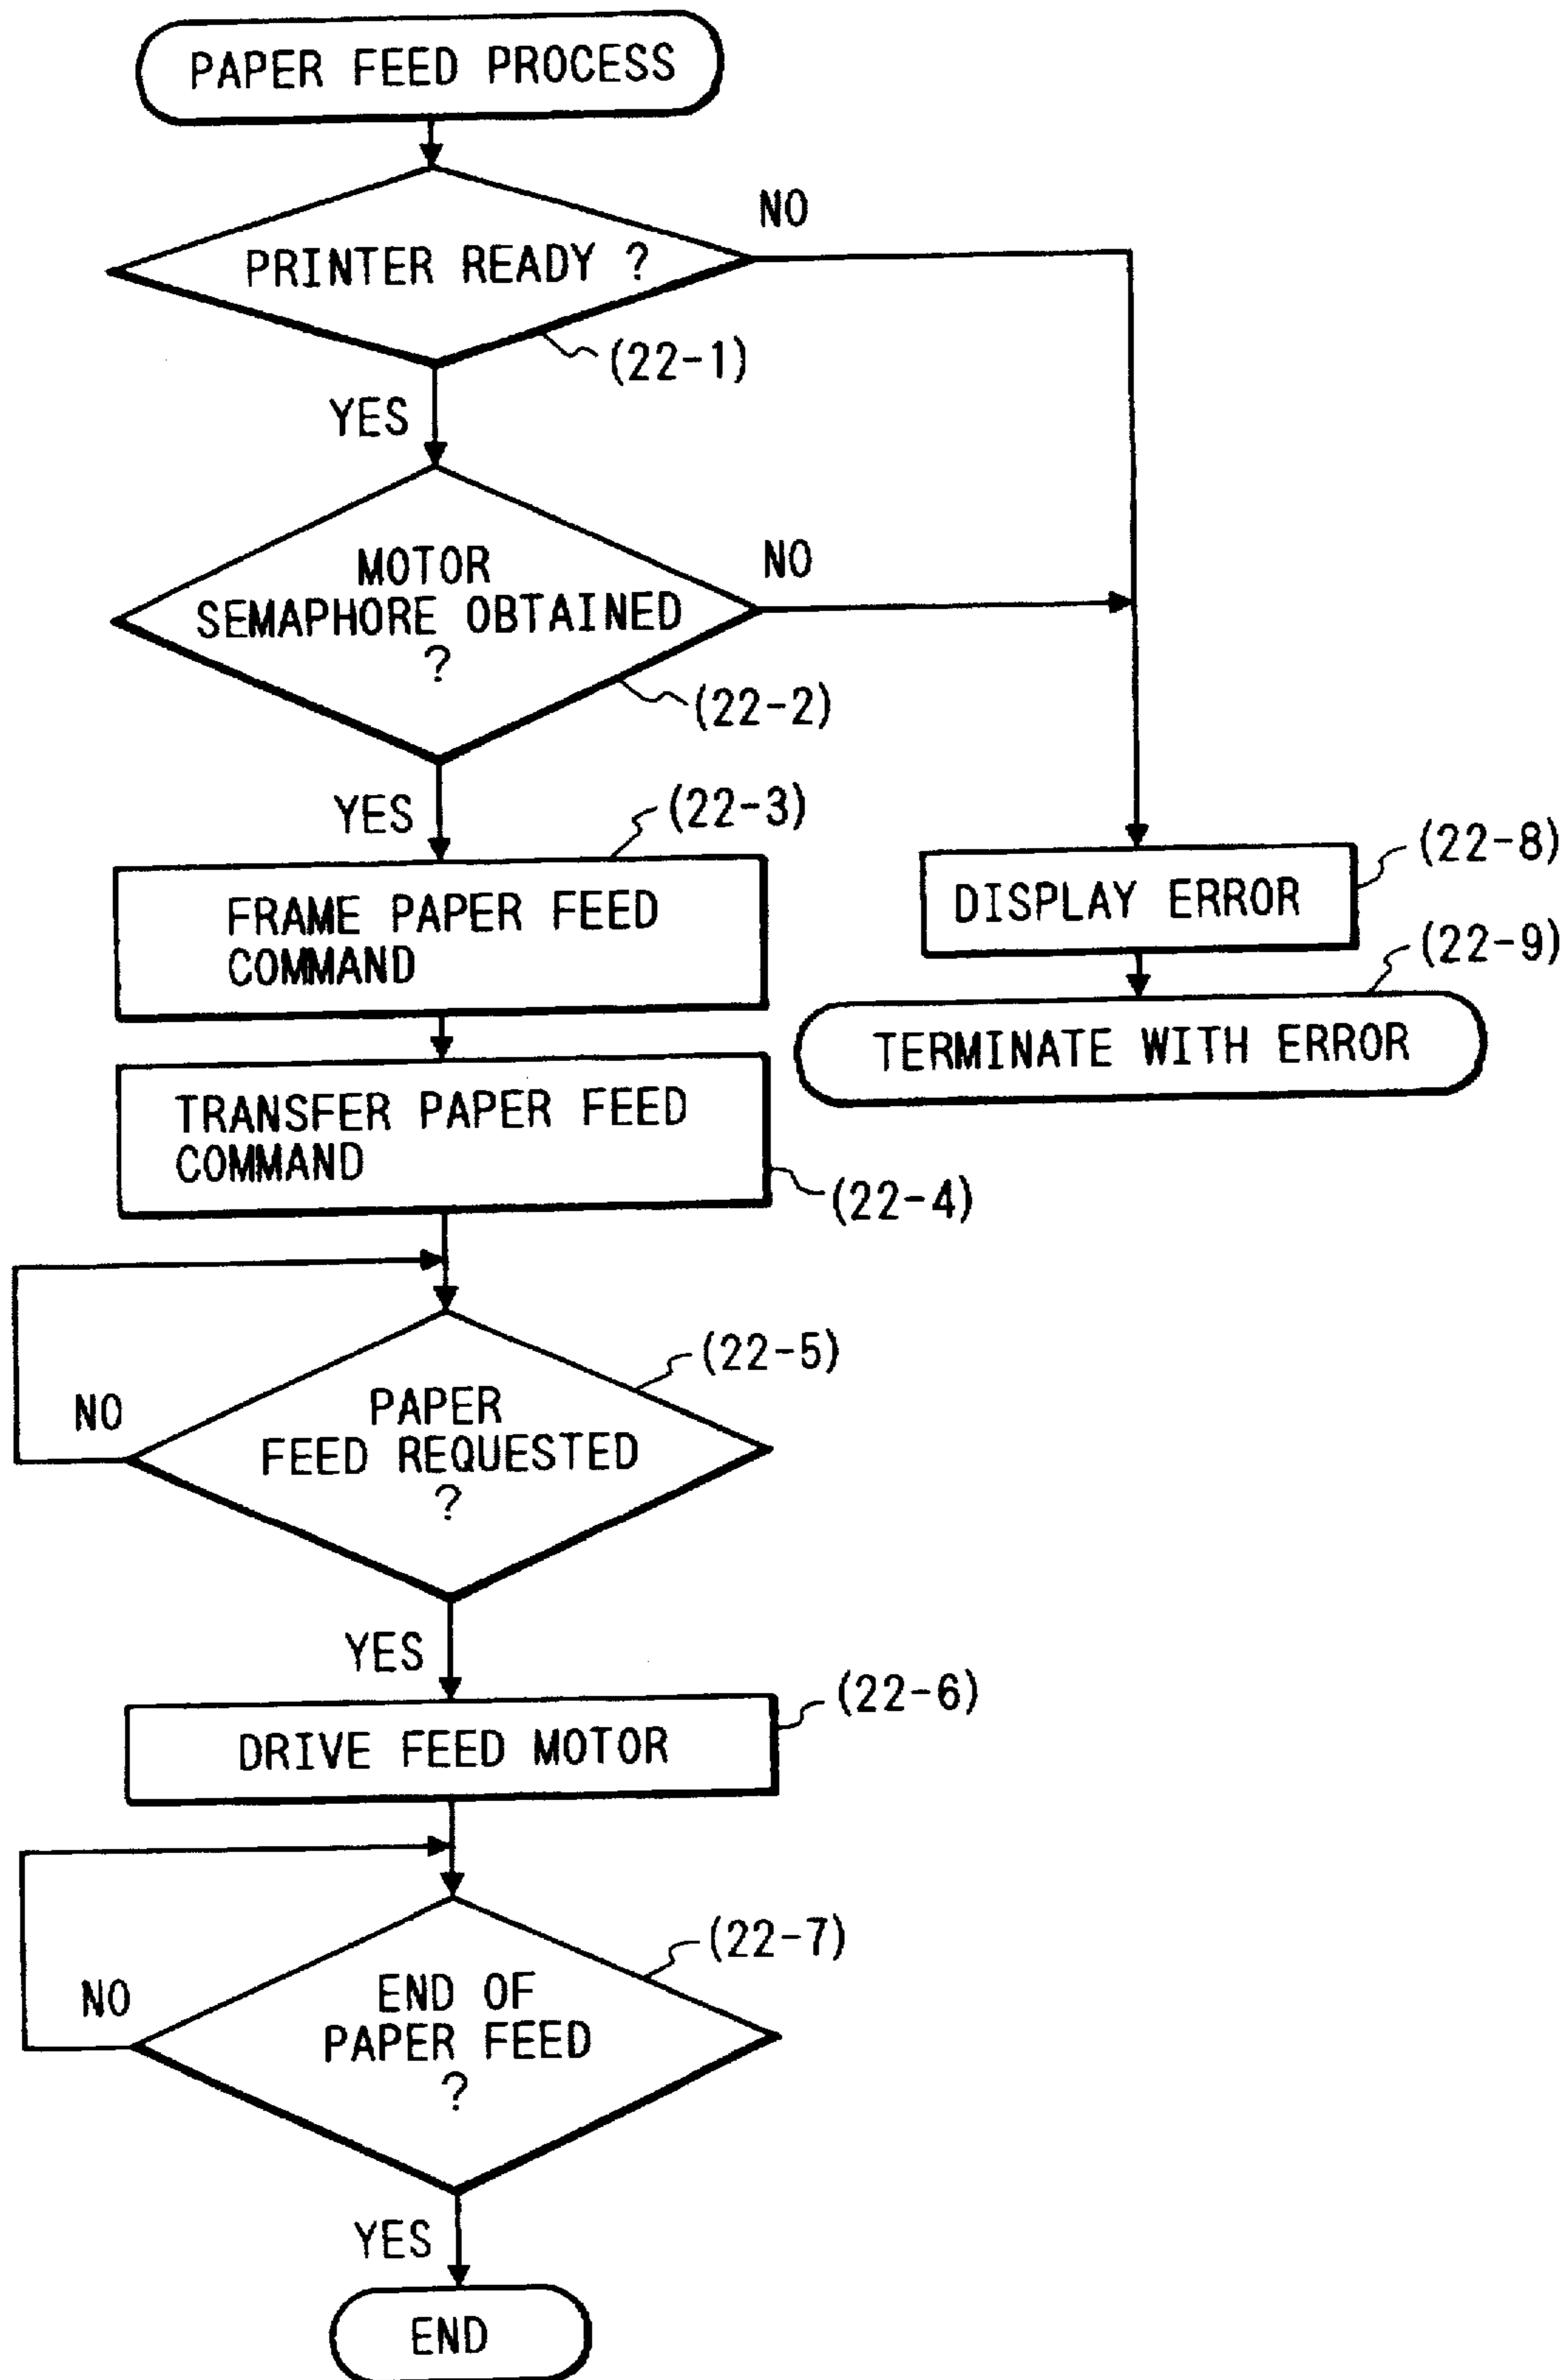 PAPER FEED PROCESS
PRINTER READY ?
NO
(22-1)
YES
MOTOR
SEMAPHORE OBTAINED
?
NO
(22-2)
YES
(22-3)
FRAME PAPER FEED
COMMAND
(22-8)
DISPLAY ERROR
(22-9)
TERMINATE WITH ERROR
TRANSFER PAPER FEED
COMMAND
(22-4)
(22-5)
PAPER
FEED REQUESTED
?
NO
YES
(22-6)
DRIVE FEED MOTOR
(22-7)
END OF
PAPER FEED
?
NO
YES
END